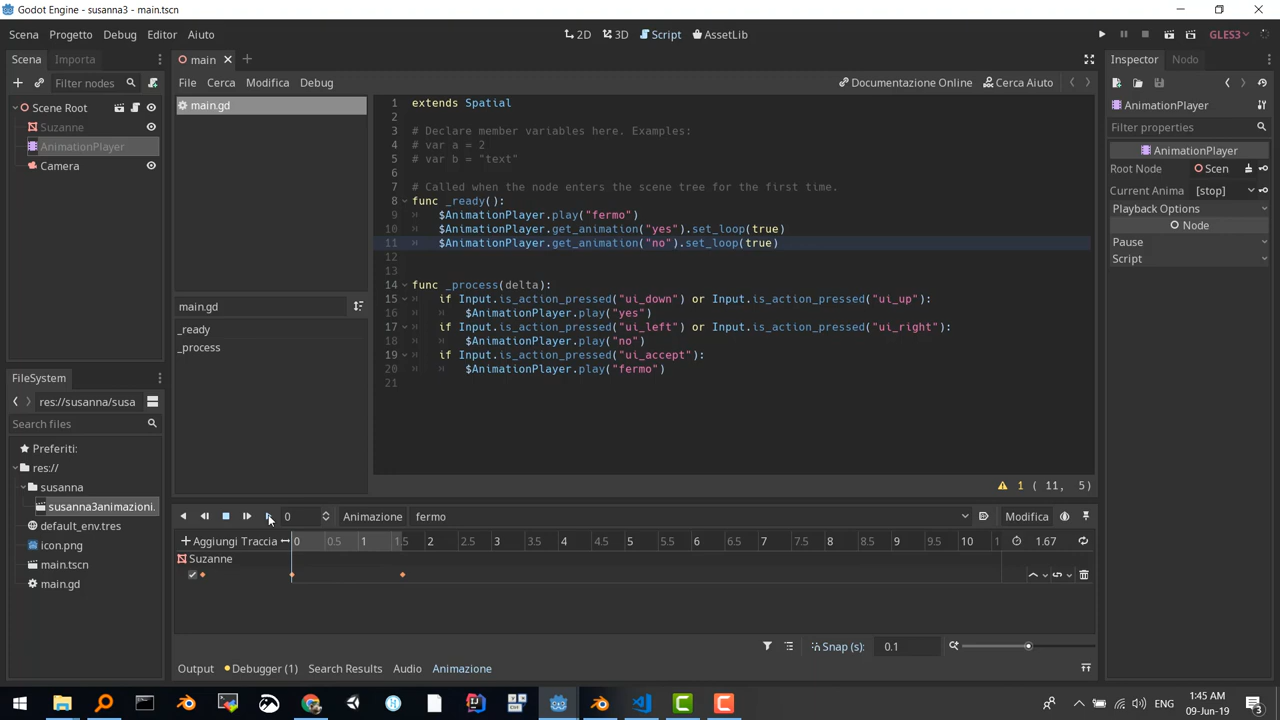 Godot Engine - susanna3 - main.tscn
Scena Progetto Debug Editor Aiuto
2D 3D Script AssetLib
GLES3
Scena Importa
Filter nodes
Scene Root
Suzanne
AnimationPlayer
Camera
main
File Cerca Modifica Debug
Documentazione Online Cerca Aiuto
main.gd
main.gd
_ready
_process
1 extends Spatial
2
3 # Declare member variables here. Examples:
4 # var a = 2
5 # var b = "text"
6
7 # Called when the node enters the scene tree for the first time.
8 func _ready():
9 $AnimationPlayer.play("fermo")
10 $AnimationPlayer.get_animation("yes").set_loop(true)
11 $AnimationPlayer.get_animation("no").set_loop(true)
12
13
14 func _process(delta):
15 if Input.is_action_pressed("ui_down") or Input.is_action_pressed("ui_up"):
16 $AnimationPlayer.play("yes")
17 if Input.is_action_pressed("ui_left") or Input.is_action_pressed("ui_right"):
18 $AnimationPlayer.play("no")
19 if Input.is_action_pressed("ui_accept"):
20 $AnimationPlayer.play("fermo")
21
1 ( 11, 5)
Inspector Nodo
AnimationPlayer
Filter properties
AnimationPlayer
Root Node Scen
Current Anima [stop]
Playback Options
Node
Pause
Script
FileSystem
res://susanna/susa
Search files
Preferiti:
res://
susanna
susanna3animazioni.
default_env.tres
icon.png
main.tscn
main.gd
0 Animazione fermo Modifica
Aggiungi Traccia 0 0.5 1 1.5 2 2.5 3 3.5 4 4.5 5 5.5 6 6.5 7 7.5 8 8.5 9 9.5 10 1 1.67
Suzanne
Snap (s): 0.1
Output Debugger (1) Search Results Audio Animazione
ENG
1:45 AM
09-Jun-19
3